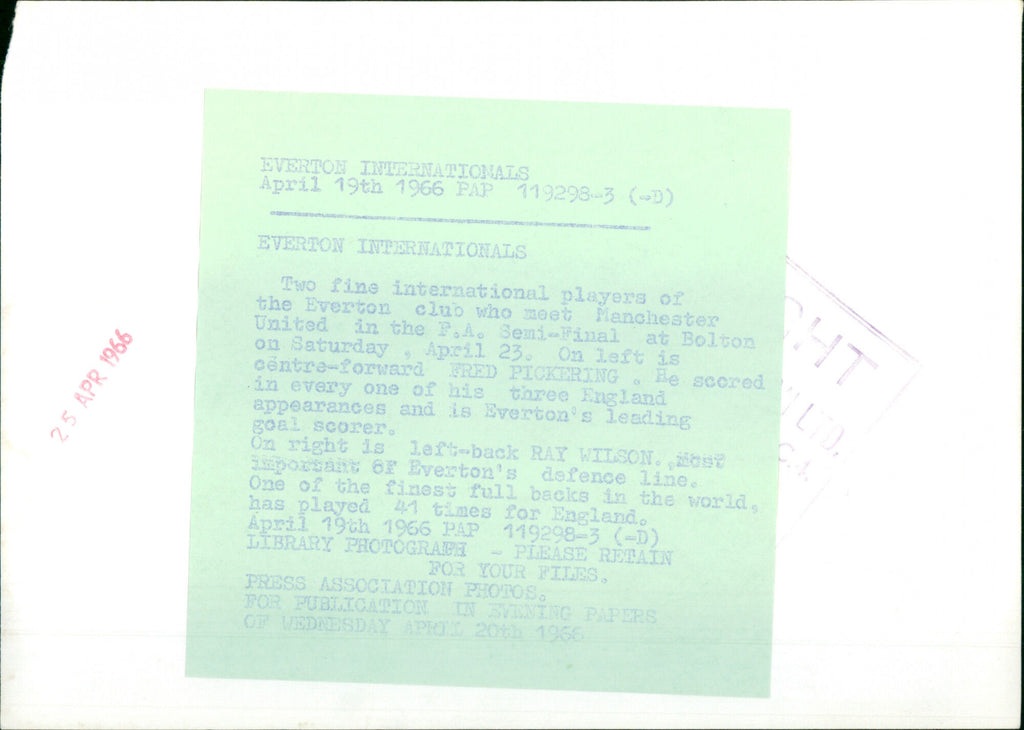 EVERTON INTERNATIONALS
April 19th 1966 PAP 119298-3 (-D)
EVERTON INTERNATIONALS
Two fine international players of
the Everton club who meet Manchester
United in the F.A. Semi-Final at Bolton
on Saturday , April 23. On left is
centre-forward FRED PICKERING . He scored
in every one of his three England
appearances and is Everton's leading
goal scorer.
On right is left-back RAY WILSON. Most
important of Everton's defence line.
One of the finest full backs in the world,
has played 41 times for England.
April 19th 1966 PAP 119298-3 (-D)
LIBRARY PHOTOGRAPH - PLEASE RETAIN
FOR YOUR FILES.
PRESS ASSOCIATION PHOTOS.
FOR PUBLICATION IN EVENING PAPERS
OF WEDNESDAY APRIL 20th 1966
25 APR 1966
GHT
LTD.
C.4.